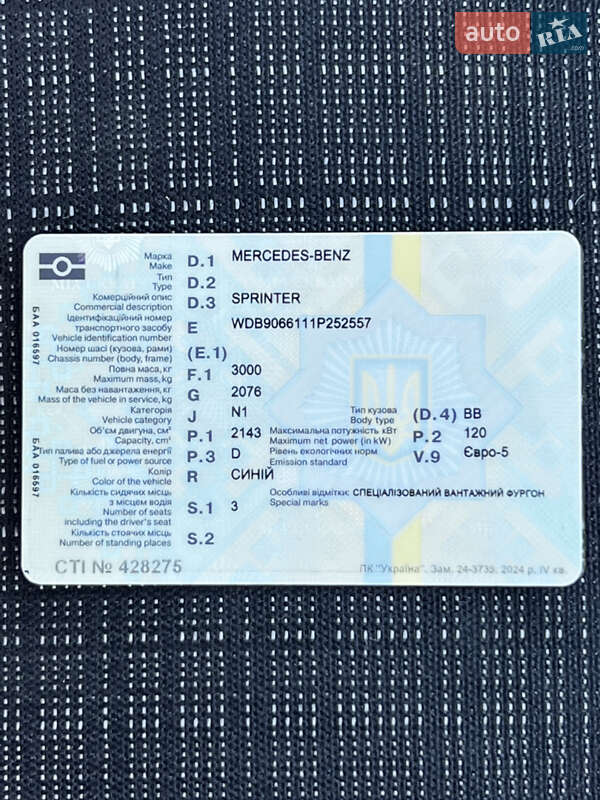 auto RIA .com
Марка
Make
D.1 MERCEDES-BENZ
Тип
Type
D.2
Комерційний опис
Commercial description
D.3 SPRINTER
Ідентифікаційний номер
транспортного засобу
Vehicle identification number
E WDB9066111P252557
Номер шасі (кузова, рами)
Chassis number (body, frame)
(E.1)
Повна маса, кг
Maximum mass, kg
F.1 3000
Маса без навантаження, кг
Mass of the vehicle in service, kg
G 2076
Категорія
Vehicle category
J N1
Тип кузова
Body type
(D.4) BB
Об'єм двигуна, см³
Capacity, cm³
P.1 2143
Максимальна потужність кВт
Maximum net power (in kW)
P.2 120
Тип палива або джерела енергії
Type of fuel or power source
P.3 D
Рівень екологічних норм
Emission standard
V.9 Євро-5
Колір
Color of the vehicle
R СИНІЙ
Кількість сидячих місць
з місцем водія
Number of seats
including the driver's seat
S.1 3
Особливі відмітки: СПЕЦІАЛІЗОВАНИЙ ВАНТАЖНИЙ ФУРГОН
Special marks
Кількість стоячих місць
Number of standing places
S.2
СТІ № 428275
ПК "Україна". Зам. 24-3735. 2024 р. IV кв.
БАА 016597
БАА 016597